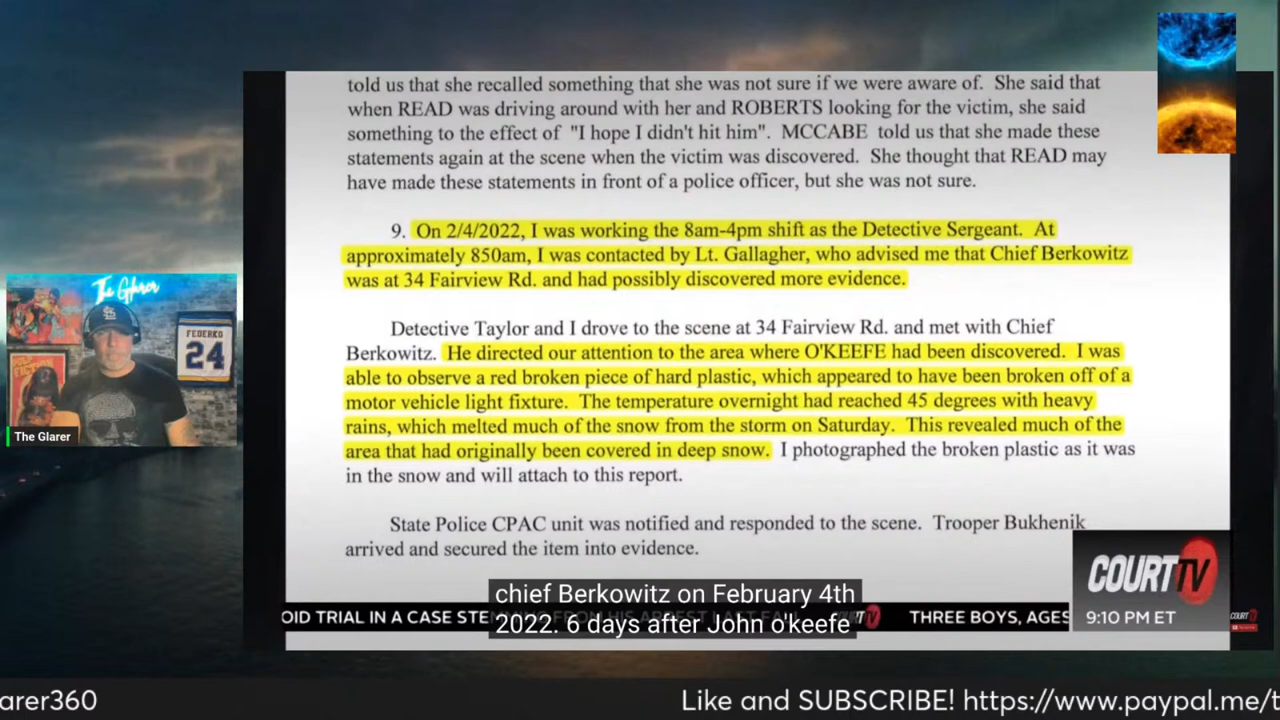 told us that she recalled something that she was not sure if we were aware of. She said that
when READ was driving around with her and ROBERTS looking for the victim, she said
something to the effect of "I hope I didn't hit him". MCCABE told us that she made these
statements again at the scene when the victim was discovered. She thought that READ may
have made these statements in front of a police officer, but she was not sure.
9. On 2/4/2022, I was working the 8am-4pm shift as the Detective Sergeant. At
approximately 850am, I was contacted by Lt. Gallagher, who advised me that Chief Berkowitz
was at 34 Fairview Rd. and had possibly discovered more evidence.
Detective Taylor and I drove to the scene at 34 Fairview Rd. and met with Chief
Berkowitz. He directed our attention to the area where O'KEEFE had been discovered. I was
able to observe a red broken piece of hard plastic, which appeared to have been broken off of a
motor vehicle light fixture. The temperature overnight had reached 45 degrees with heavy
rains, which melted much of the snow from the storm on Saturday. This revealed much of the
area that had originally been covered in deep snow. I photographed the broken plastic as it was
in the snow and will attach to this report.
State Police CPAC unit was notified and responded to the scene. Trooper Bukhenik
arrived and secured the item into evidence.
The Glarer
FEDERKO
24
The Glarer
COURT TV
9:10 PM ET
chief Berkowitz on February 4th
2022. 6 days after John o'keefe
OID TRIAL IN A CASE STEMMING FROM HIS ARREST LAST FALL
THREE BOYS, AGES
arer360
Like and SUBSCRIBE! https://www.paypal.me/t